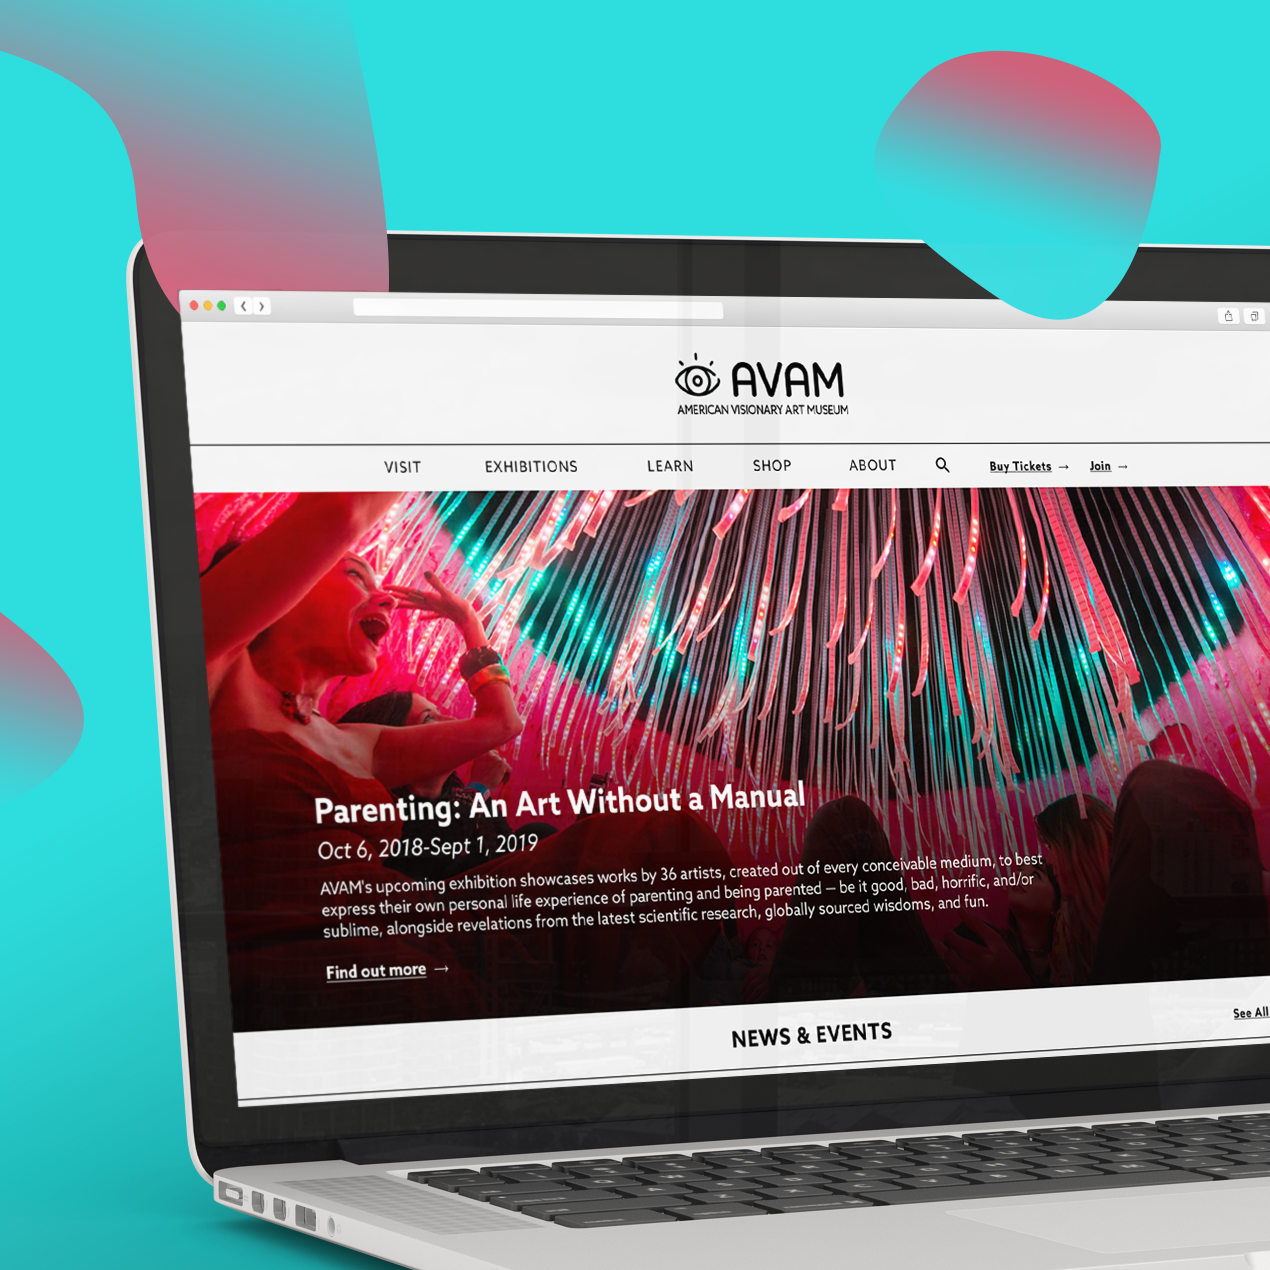 AVAM
AMERICAN VISIONARY ART MUSEUM
VISIT EXHIBITIONS LEARN SHOP ABOUT Buy Tickets → Join →
Parenting: An Art Without a Manual
Oct 6, 2018-Sept 1, 2019
AVAM's upcoming exhibition showcases works by 36 artists, created out of every conceivable medium, to best
express their own personal life experience of parenting and being parented — be it good, bad, horrific, and/or
sublime, alongside revelations from the latest scientific research, globally sourced wisdoms, and fun.
Find out more →
See All
NEWS & EVENTS